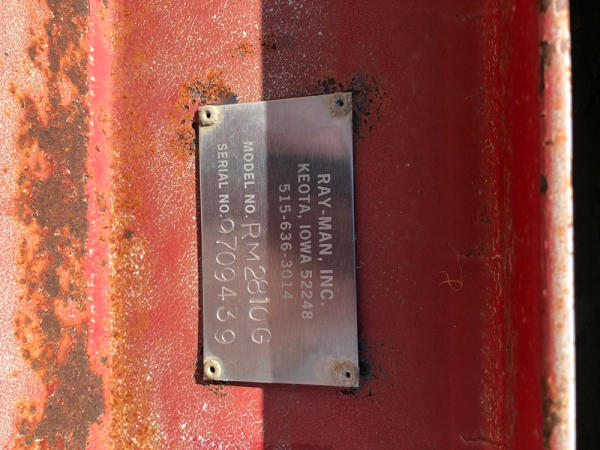 RAY-MAN, INC.
KEOTA, IOWA 52248
515-636-3014
MODEL NO. RM2810G
SERIAL NO. 9709439